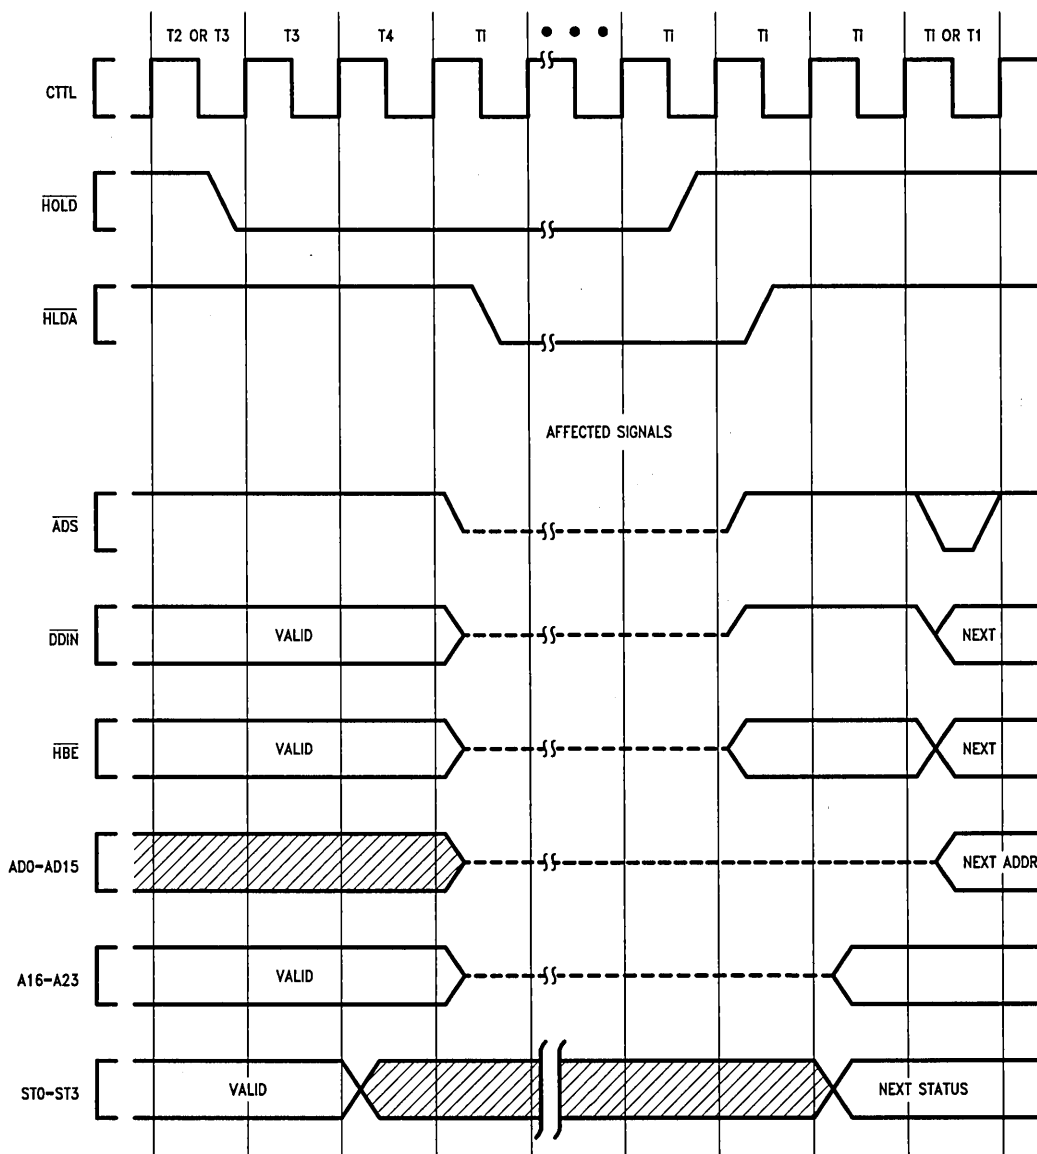 T2 OR T3 T3 T4 Ti • • • Ti Ti Ti Ti OR T1
CTTL
HOLD
HLDA
AFFECTED SIGNALS
ADS
DDIN VALID NEXT
HBE VALID NEXT
AD0-AD15 NEXT ADDR
A16-A23 VALID
ST0-ST3 VALID NEXT STATUS